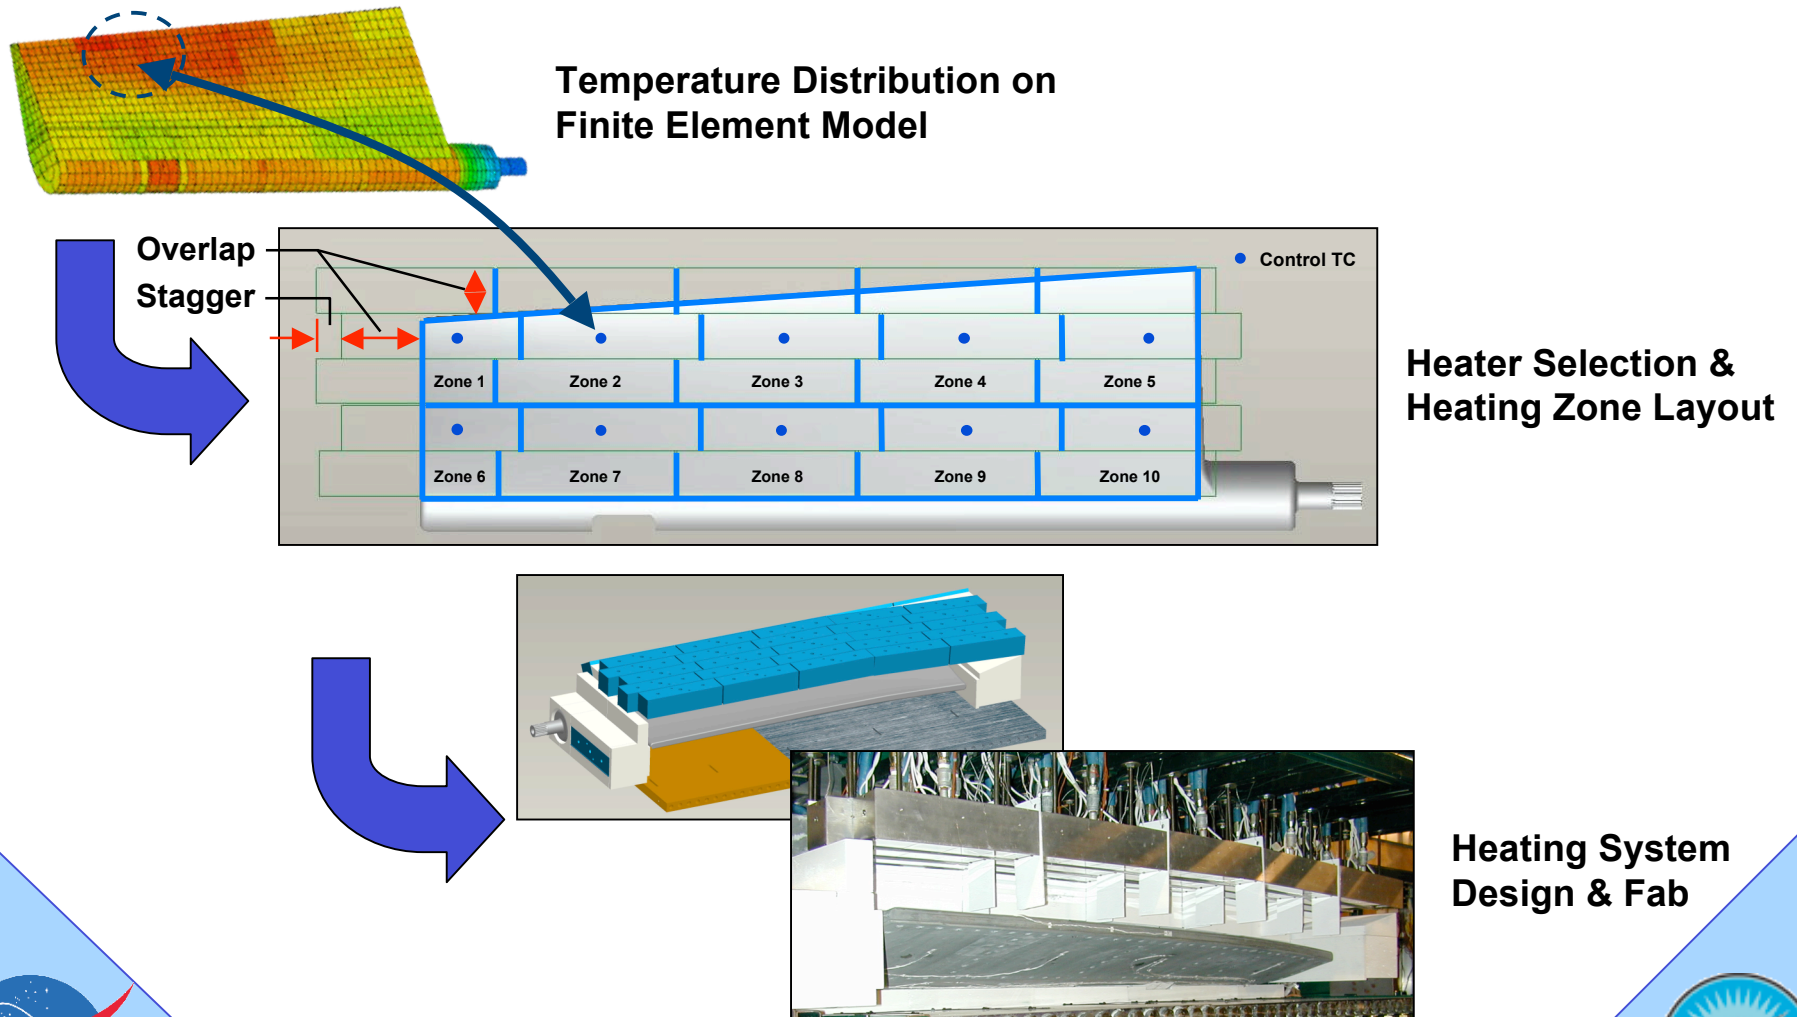 Temperature Distribution on
Finite Element Model
Overlap
Stagger
Control TC
Zone 1
Zone 2
Zone 3
Zone 4
Zone 5
Zone 6
Zone 7
Zone 8
Zone 9
Zone 10
Heater Selection &
Heating Zone Layout
Heating System
Design & Fab